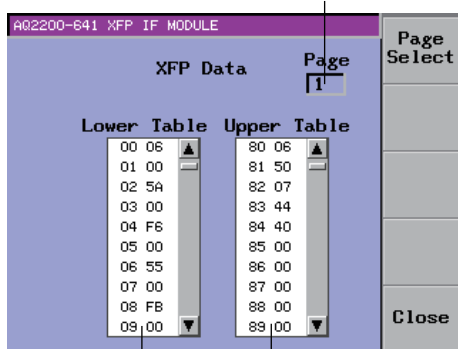 AQ2200-641 XFP IF MODULE
XFP Data
Page
1
Lower Table
00 06
01 00
02 5A
03 00
04 F6
05 00
06 55
07 00
08 FB
09 00
Upper Table
80 06
81 50
82 07
83 44
84 40
85 00
86 00
87 00
88 00
89 00
Page
Select
Close